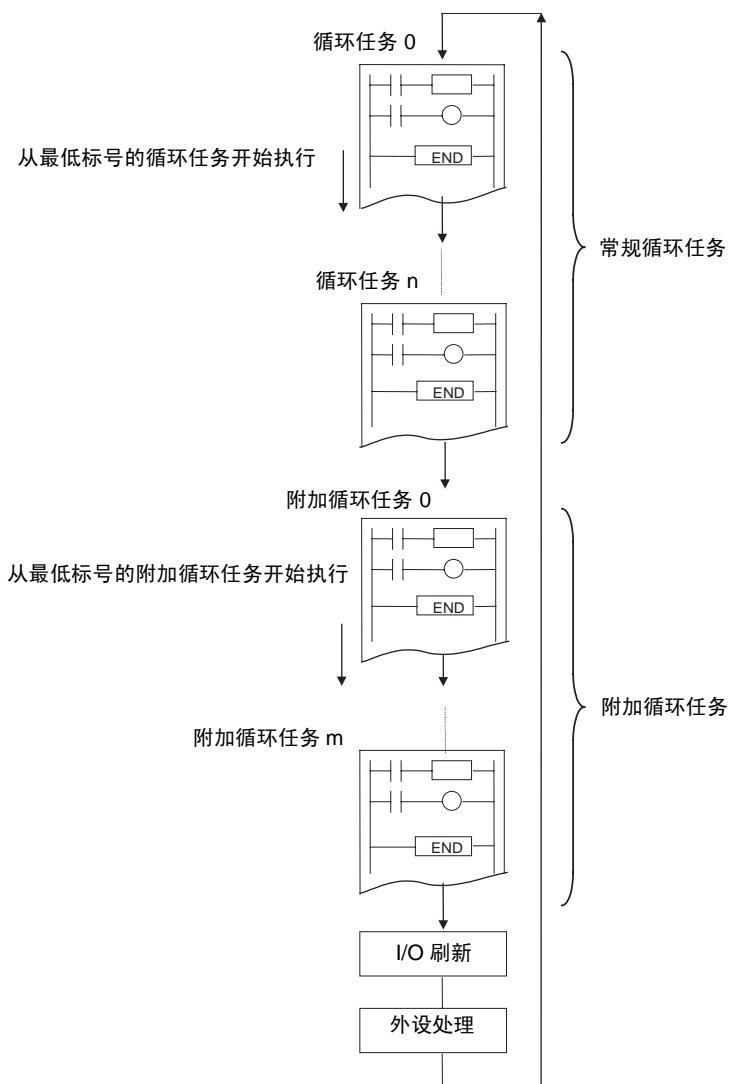 循环任务 0
END
从最低标号的循环任务开始执行
常规循环任务
循环任务 n
END
附加循环任务 0
从最低标号的附加循环任务开始执行
END
附加循环任务
附加循环任务 m
END
I/O 刷新
外设处理